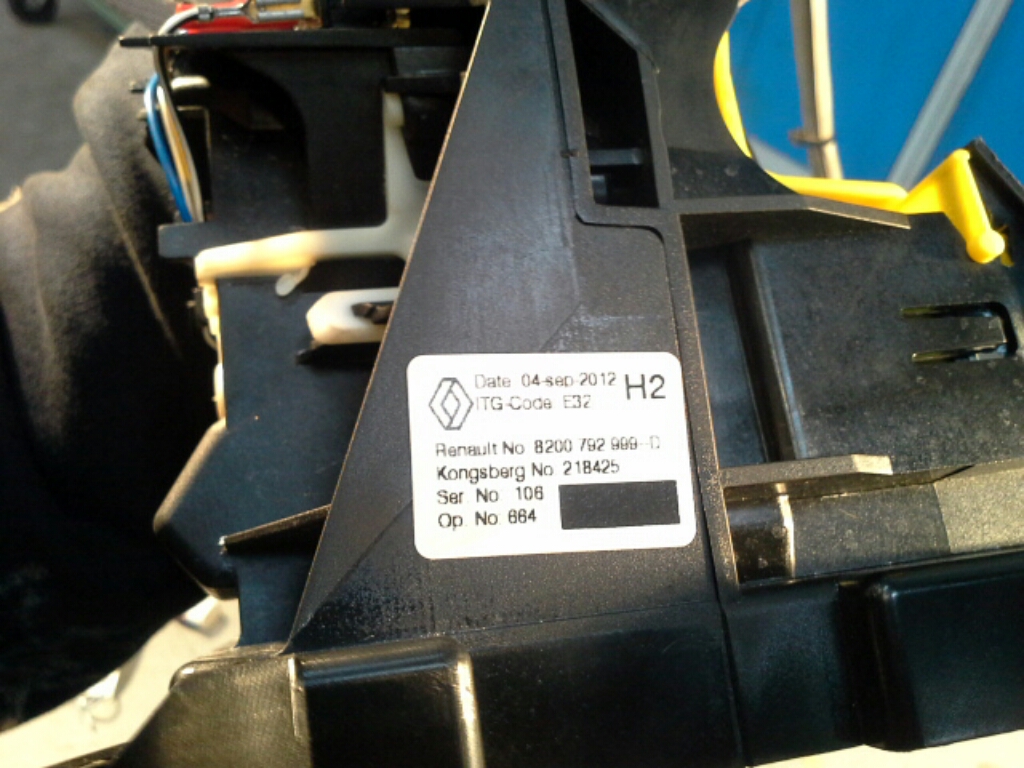 Date 04-sep-2012 H2
ITG-Code E32
Renault No 8200 792 999--D
Kongsberg No 218425
Ser. No. 106
Op. No. 664